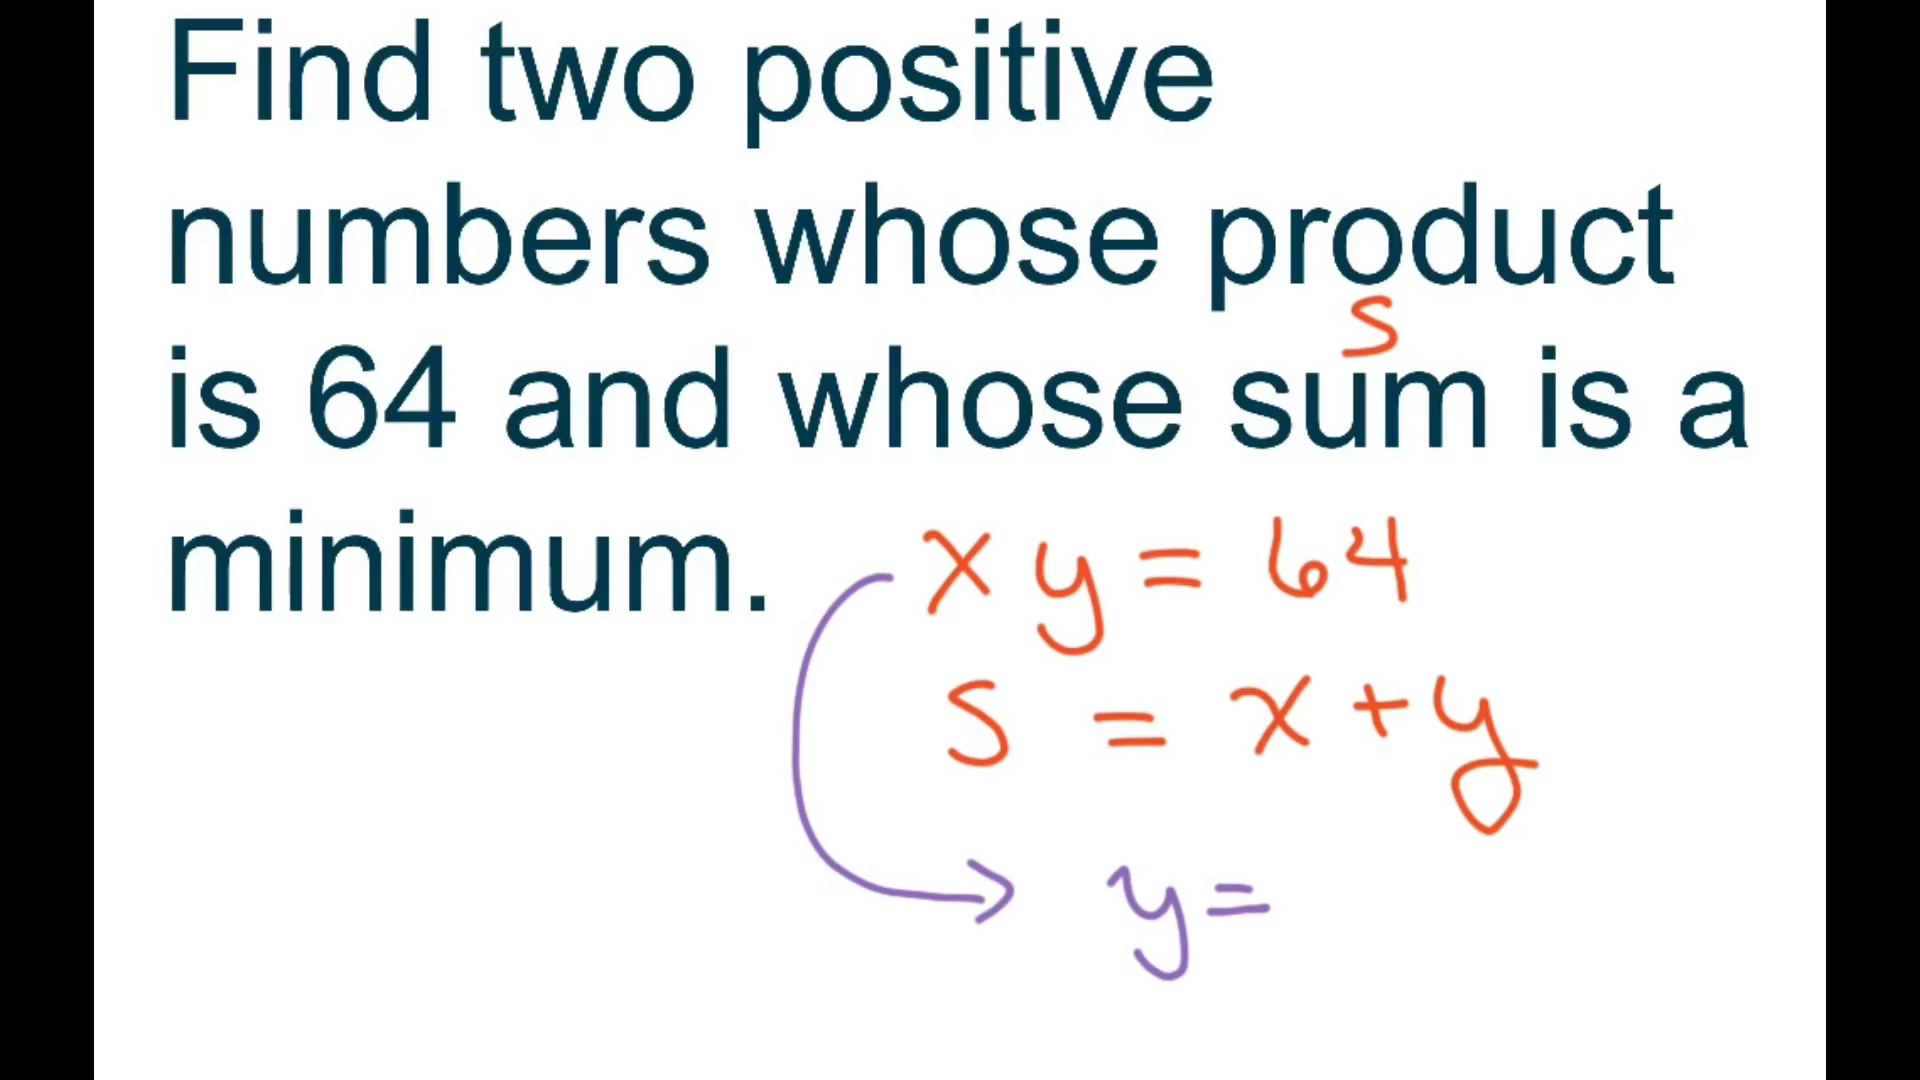 Find two positive
numbers whose product
s
is 64 and whose sum is a
minimum.
xy = 64
s = x + y
y =